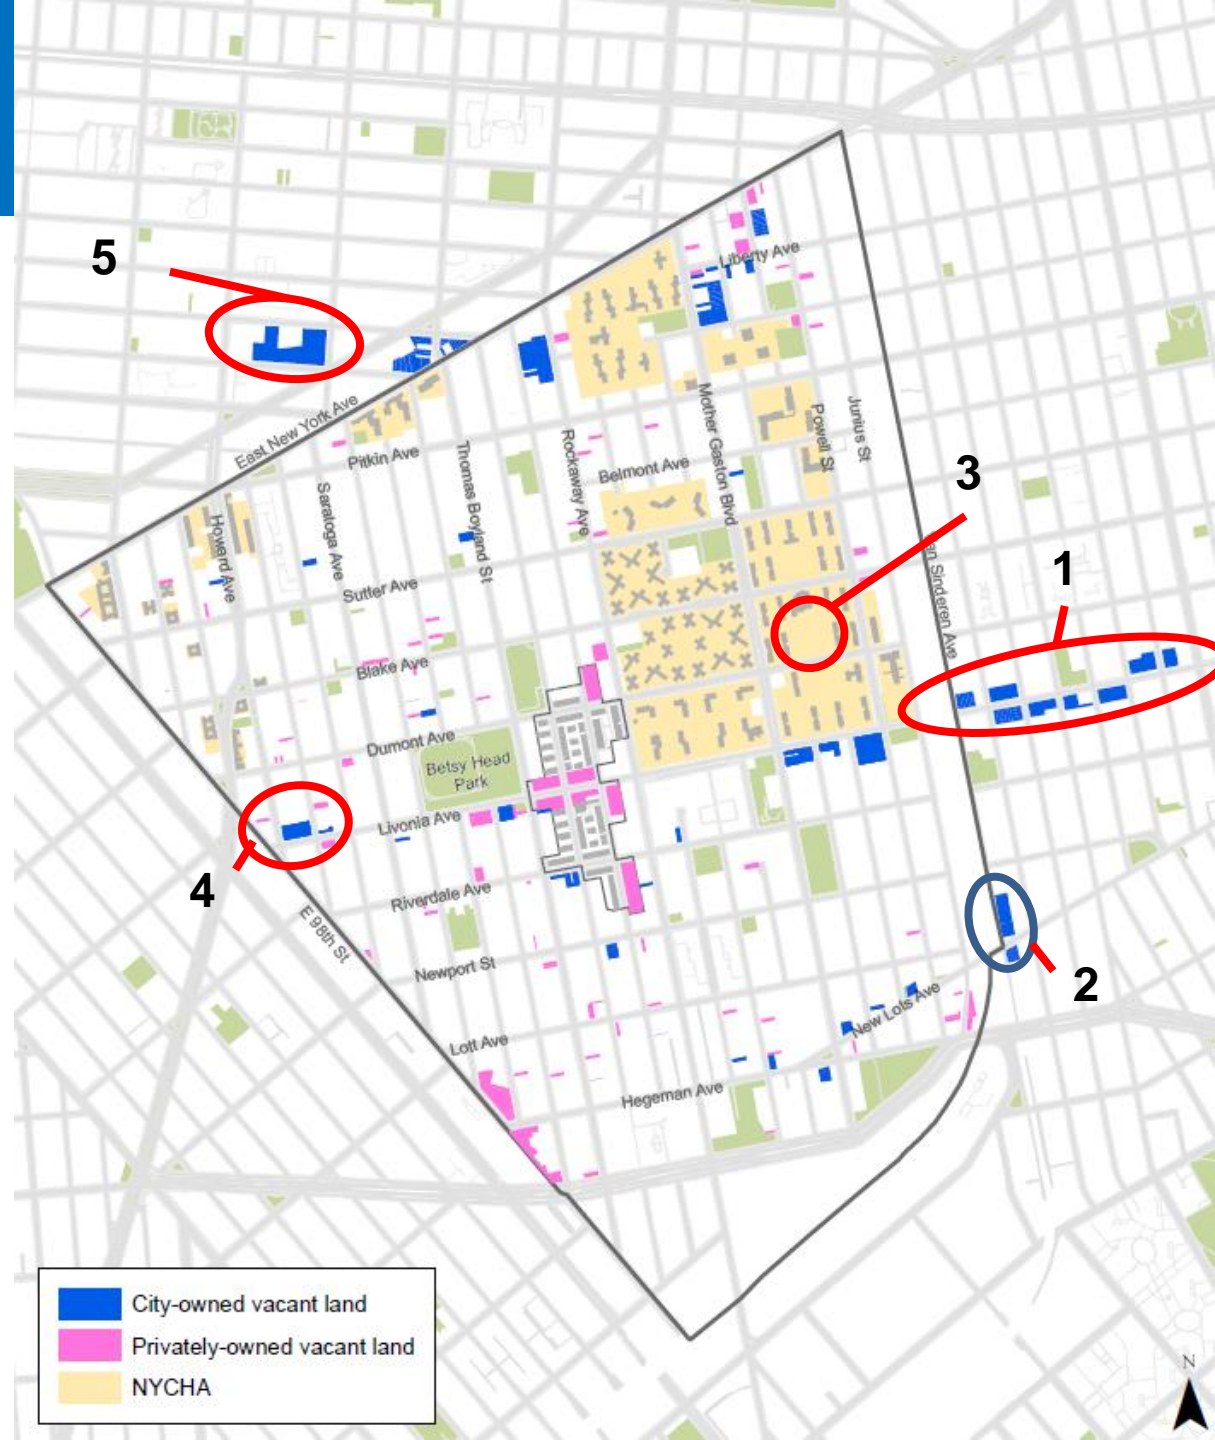 5
Liberty Ave
East New York Ave
Pitkin Ave
Thomas Boyland St
Rockaway Ave
Belmont Ave
Mother Gaston Blvd
Powell St
Junius St
3
Howard Ave
Saratoga Ave
Sutter Ave
an Sinderen Ave
1
Blake Ave
Dumont Ave
Betsy Head
Park
Livonia Ave
4
Riverdale Ave
E 98th St
Newport St
2
New Lots Ave
Lott Ave
Hegeman Ave
City-owned vacant land
Privately-owned vacant land
NYCHA
N